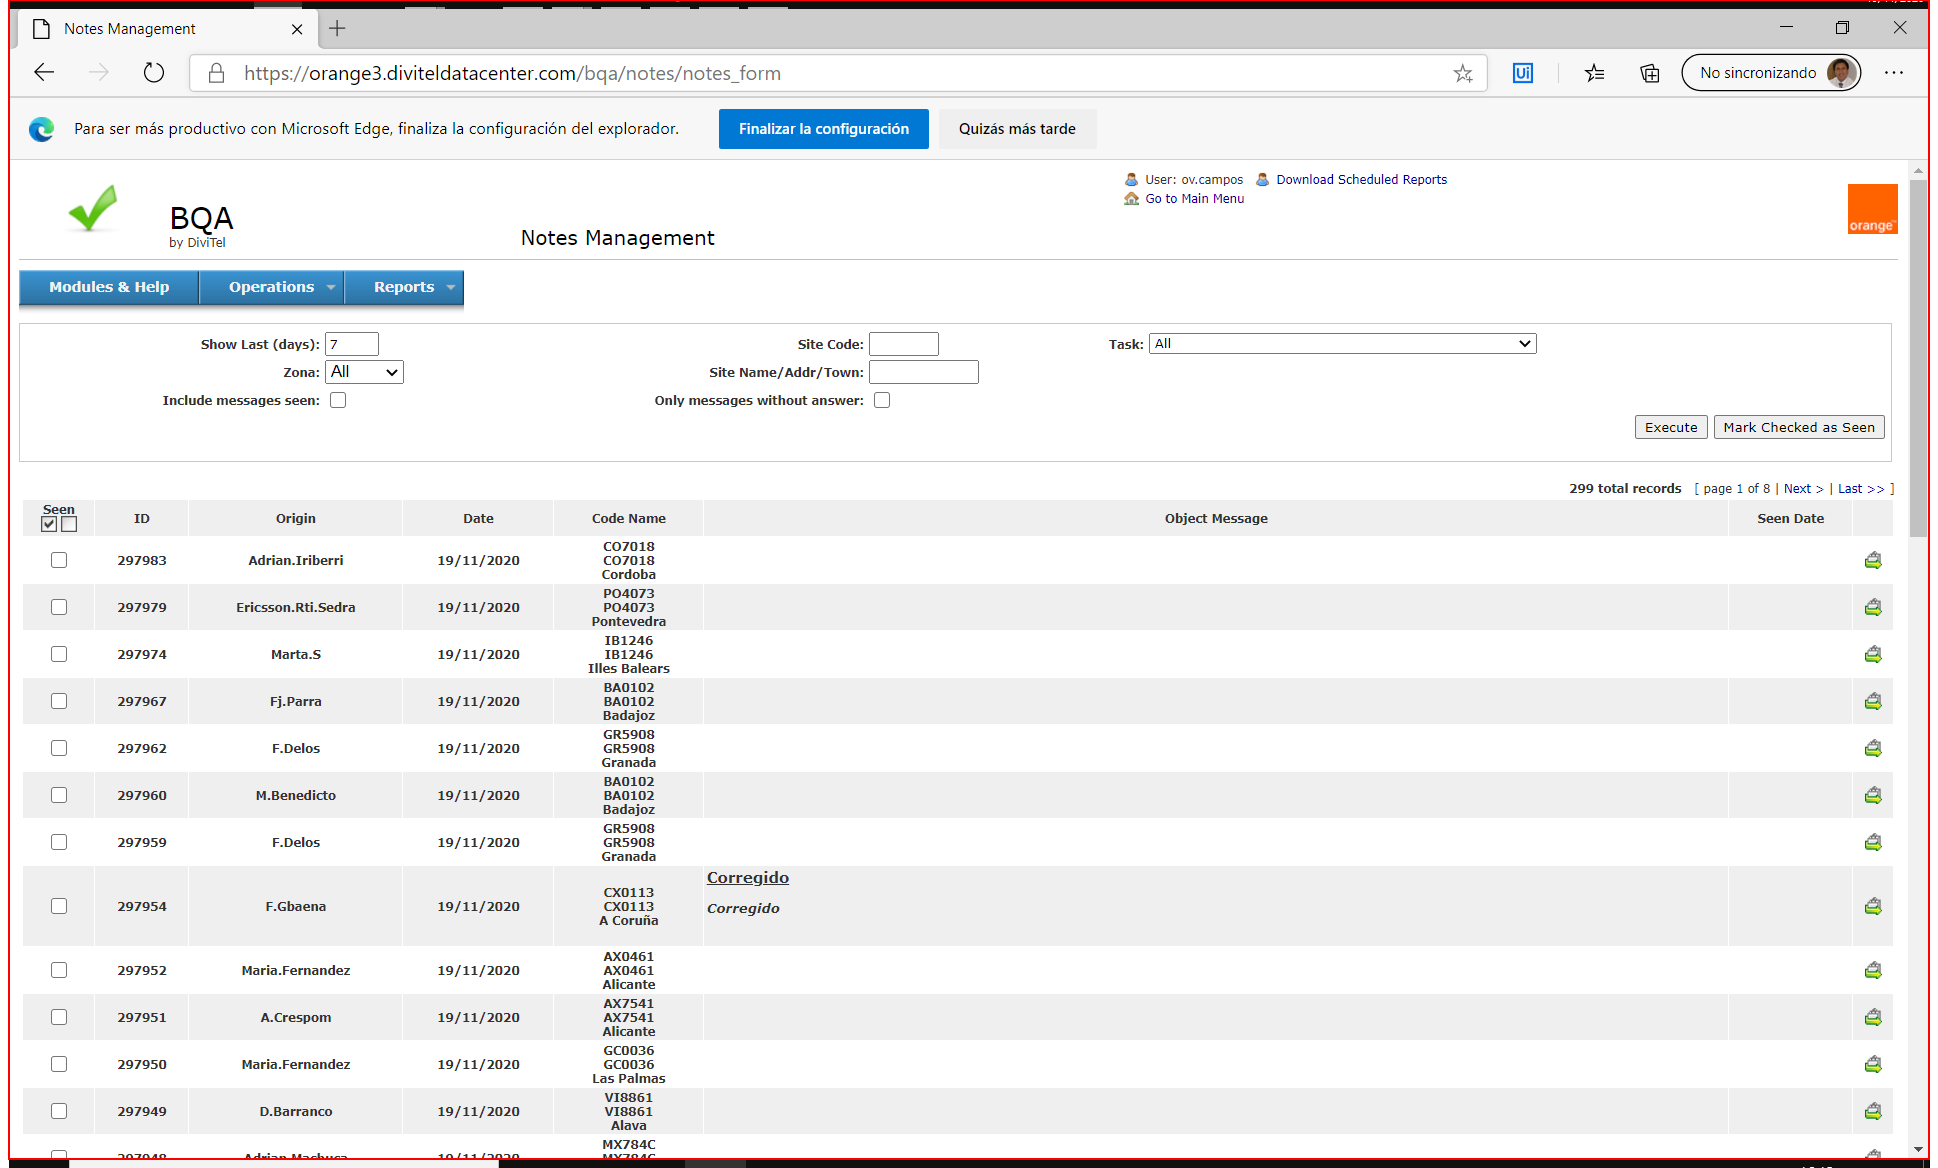 Notes Management
https://orange3.diviteldatacenter.com/bqa/notes/notes_form
No sincronizando
Para ser más productivo con Microsoft Edge, finaliza la configuración del explorador.
Finalizar la configuración
Quizás más tarde
User: ov.campos Download Scheduled Reports
Go to Main Menu
BQA
by DiviTel
Notes Management
orange™
Modules & Help Operations Reports
Show Last (days): 7 Site Code: Task: All
Zona: All Site Name/Addr/Town:
Include messages seen: Only messages without answer:
Execute Mark Checked as Seen
299 total records [ page 1 of 8 | Next > | Last >> ]
Seen ID Origin Date Code Name Object Message Seen Date
297983 Adrian.Iriberri 19/11/2020 CO7018
CO7018
Cordoba
297979 Ericsson.Rti.Sedra 19/11/2020 PO4073
PO4073
Pontevedra
297974 Marta.S 19/11/2020 IB1246
IB1246
Illes Balears
297967 Fj.Parra 19/11/2020 BA0102
BA0102
Badajoz
297962 F.Delos 19/11/2020 GR5908
GR5908
Granada
297960 M.Benedicto 19/11/2020 BA0102
BA0102
Badajoz
297959 F.Delos 19/11/2020 GR5908
GR5908
Granada
297954 F.Gbaena 19/11/2020 CX0113
CX0113
A Coruña
Corregido
Corregido
297952 Maria.Fernandez 19/11/2020 AX0461
AX0461
Alicante
297951 A.Crespom 19/11/2020 AX7541
AX7541
Alicante
297950 Maria.Fernandez 19/11/2020 GC0036
GC0036
Las Palmas
297949 D.Barranco 19/11/2020 VI8861
VI8861
Alava
297948 Adrian.Machuca 19/11/2020 MX784C
MX784C